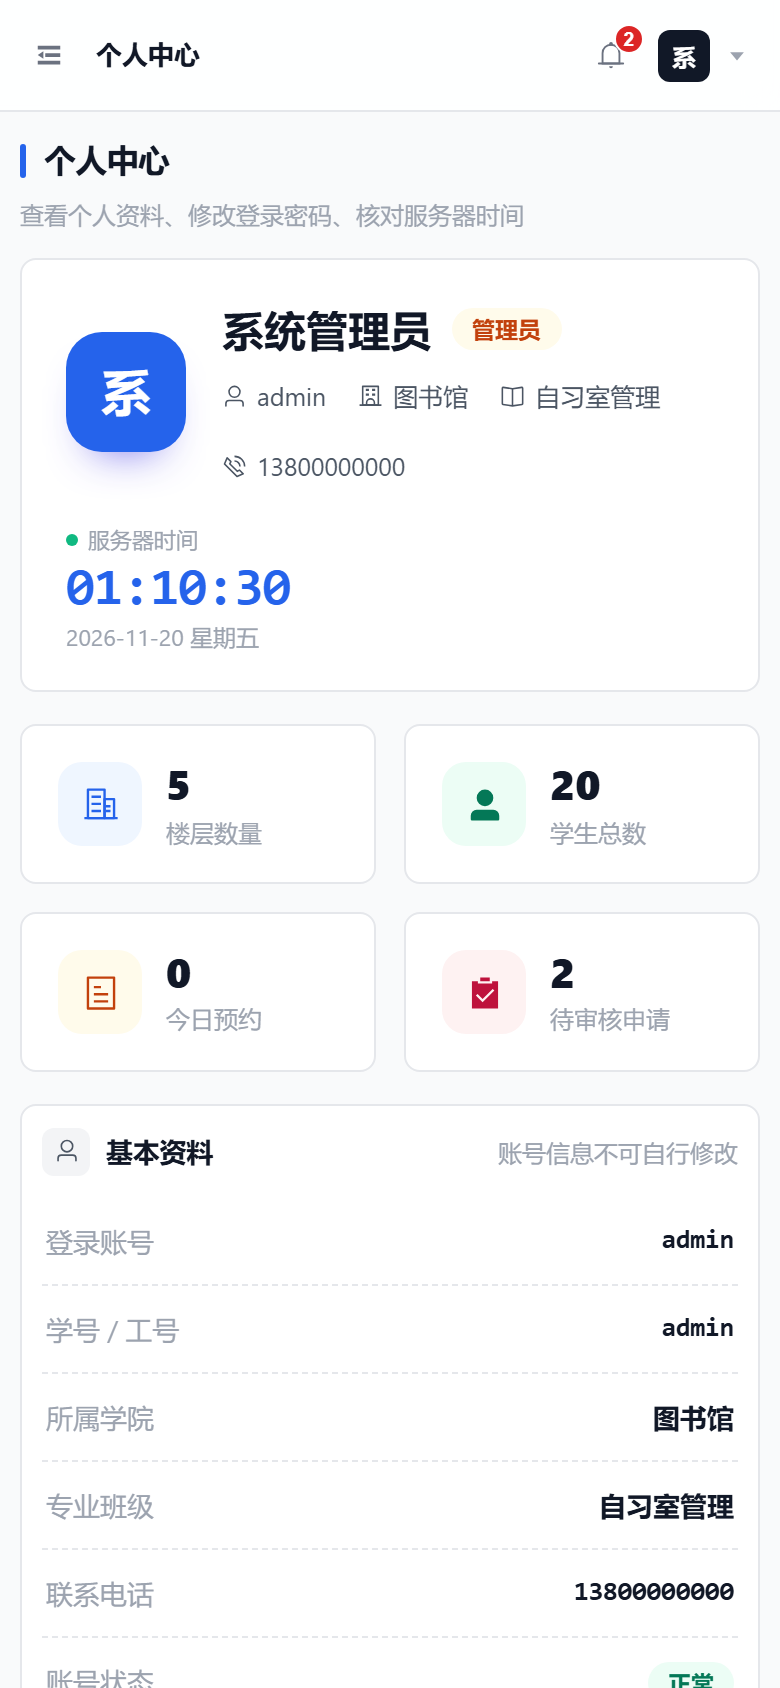 个人中心
2
系
个人中心
查看个人资料、修改登录密码、核对服务器时间
系
系统管理员 管理员
admin 图书馆 自习室管理
13800000000
服务器时间
01:10:30
2026-11-20 星期五
5
楼层数量
20
学生总数
0
今日预约
2
待审核申请
基本资料 账号信息不可自行修改
登录账号 admin
学号 / 工号 admin
所属学院 图书馆
专业班级 自习室管理
联系电话 13800000000
账号状态 正常